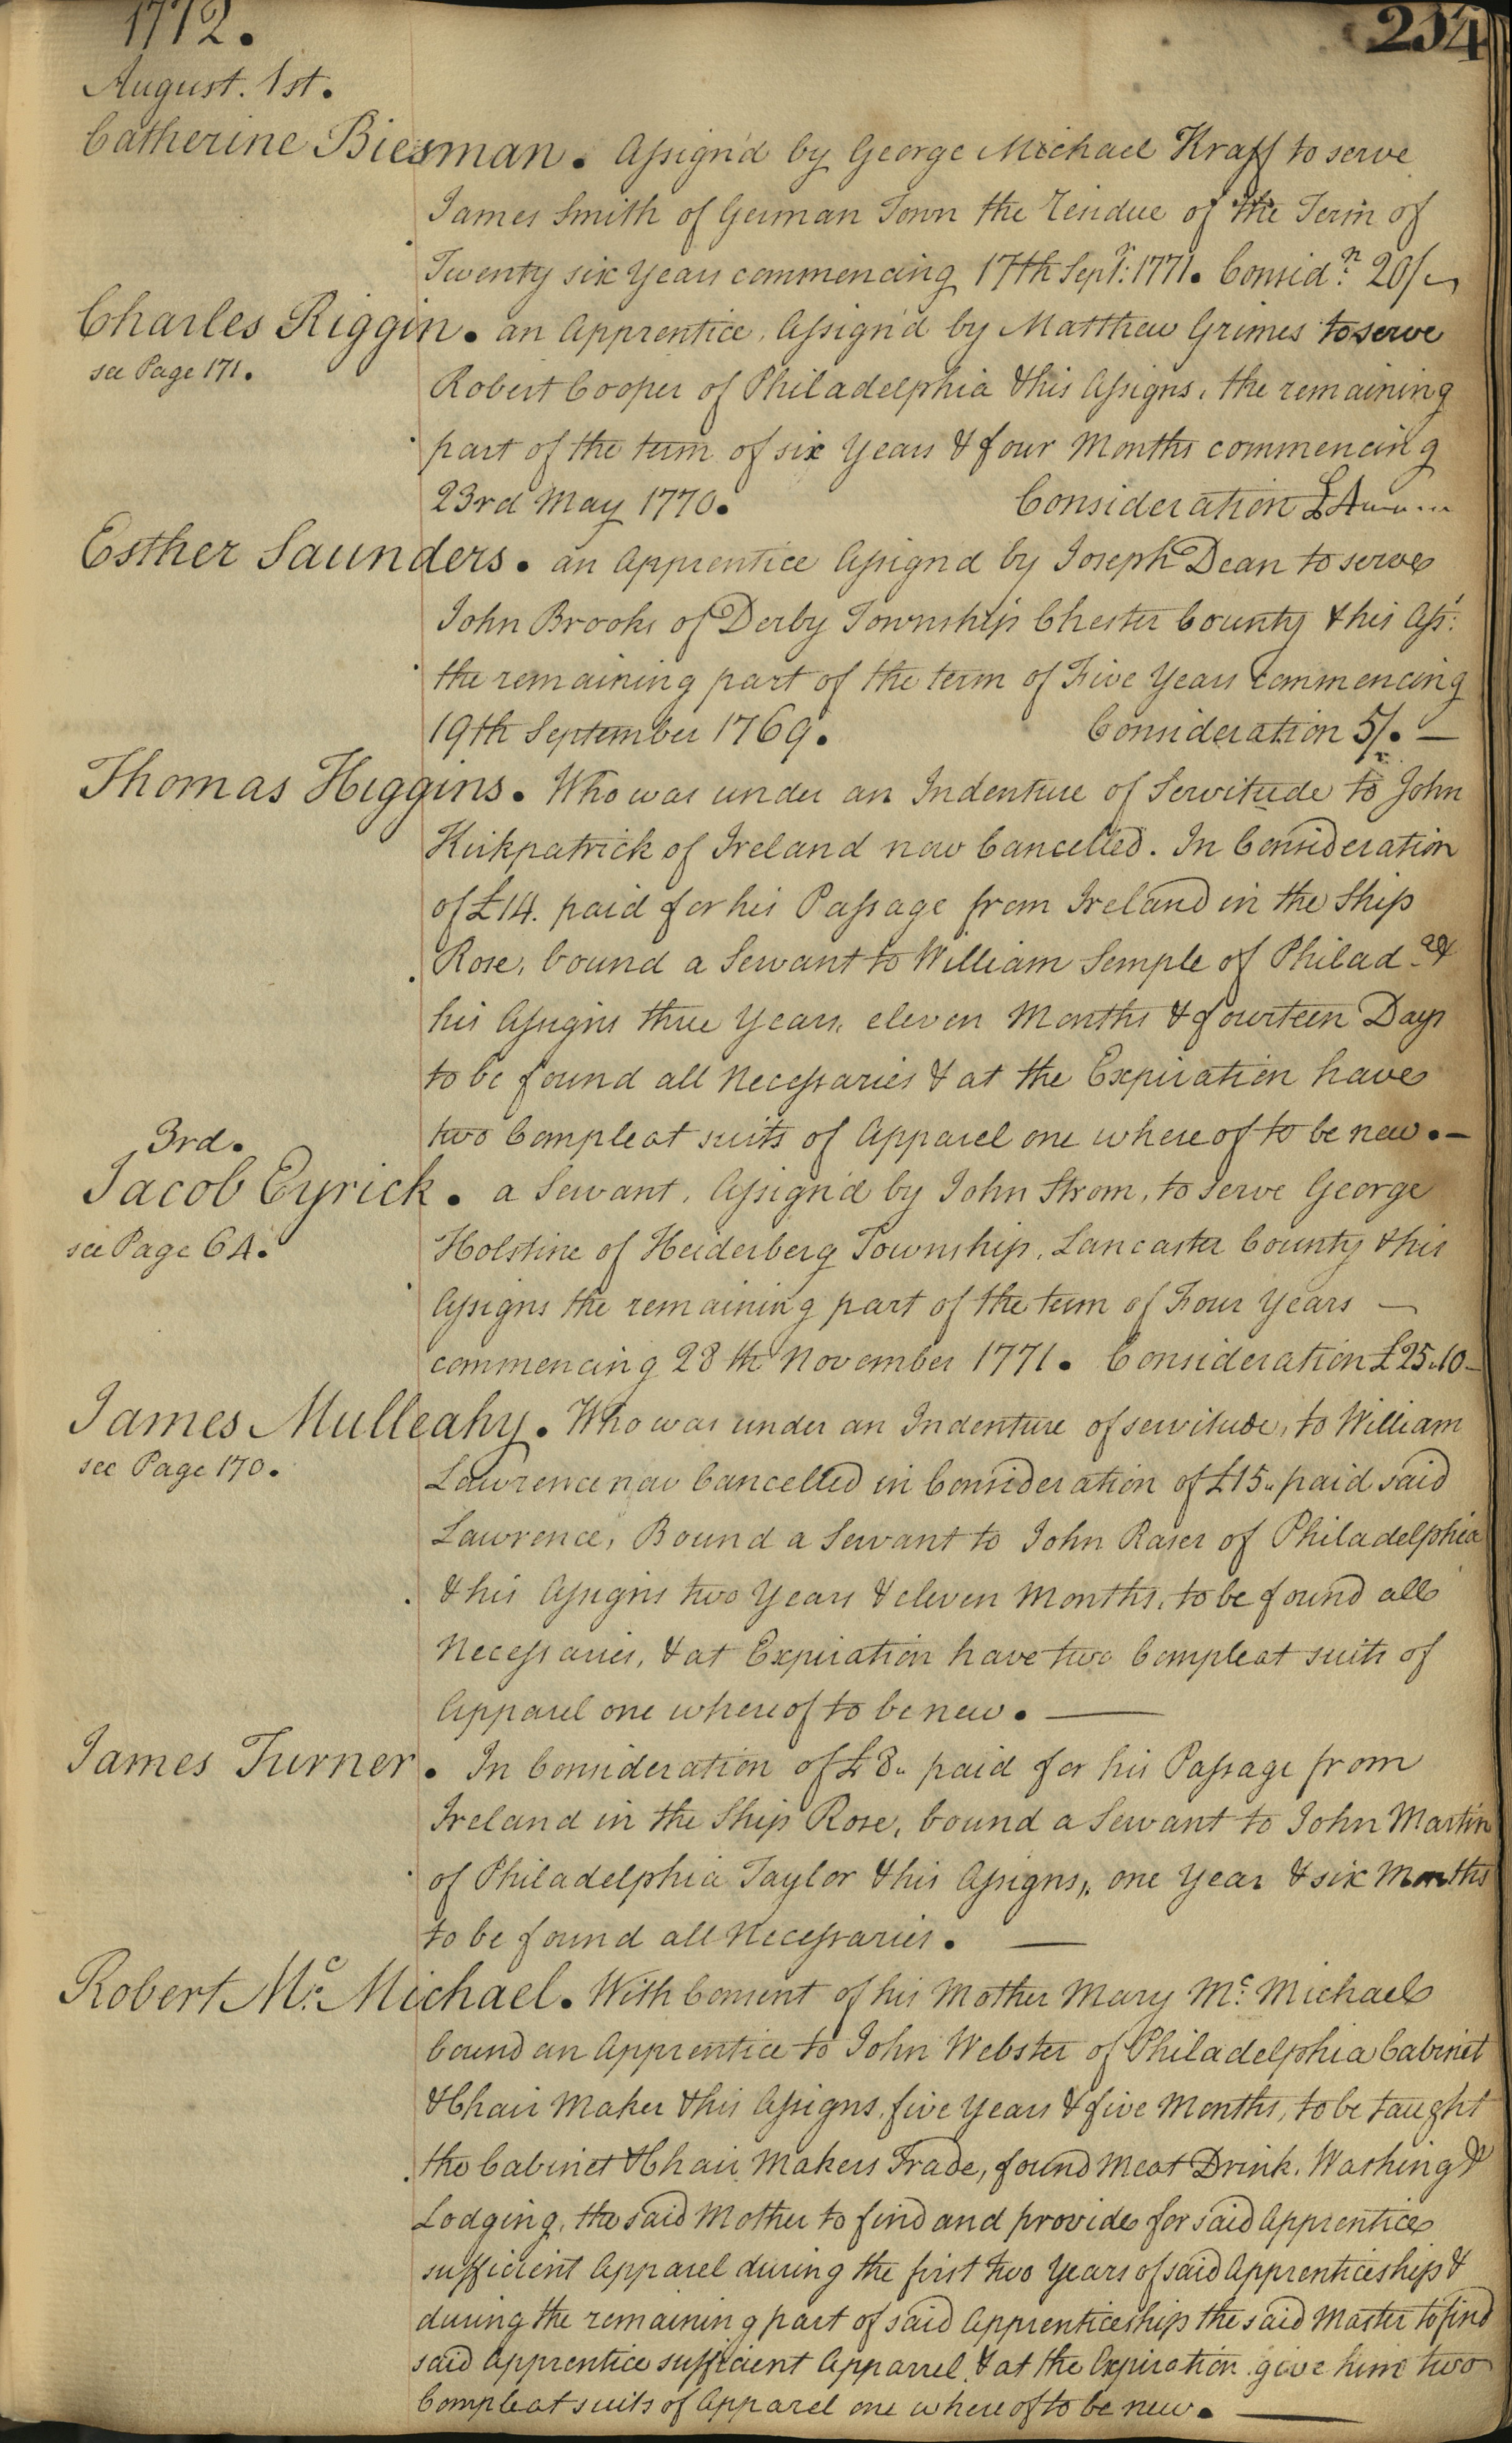 1772.
234
August. 1st.
Catherine Biesman. Assign'd by George Michael Kraff to serve
James Smith of German Town the Residue of the Term of
Twenty six Years commencing 17th Sept.r 1771. Consid.n 20/
Charles Riggin. an Apprentice, Assign'd by Matthew Grimes to serve
see Page 171.
Robert Cooper of Philadelphia & his Assigns, the remaining
part of the term of six Years & four Months commencing
23rd May 1770. Consideration £4
Esther Saunders. an Apprentice Assign'd by Joseph Dean to serve
John Brooks of Derby Township Chester County & his Ass:
the remaining part of the term of Five Years Commencing
19th September 1769. Consideration 5/. —
Thomas Higgins. Who was under an Indenture of Servitude to John
Kirkpatrick of Ireland now Cancelled. In Consideration
of £14. paid for his Passage from Ireland in the Ship
Rose, bound a Servant to William Semple of Philad.a &
his Assigns three Years, eleven Months & fourteen Days
to be found all Necessaries & at the Expiration have
two Compleat suits of Apparel one whereof to be new. —
3rd.
Jacob Eyrick. a Servant, Assign'd by John Strom, to serve George
see Page 64.
Holstine of Heiderberg Township, Lancaster County & his
Assigns the remaining part of the term of Four Years —
commencing 28th November 1771. Consideration £25.10 —
James Mulleahy. Who was under an Indenture of servitude, to William
see Page 170.
Lawrence now Cancelled in Consideration of £15. paid said
Lawrence, Bound a Servant to John Raser of Philadelphia
& his Assigns two Years & eleven Months, to be found all
Necessaries, & at Expiration have two Compleat suits of
Apparel one whereof to be new. —
James Turner. In Consideration of £8. paid for his Passage from
Ireland in the Ship Rose, bound a Servant to John Martin
of Philadelphia Taylor & his Assigns, one Year & six Months
to be found all Necessaries. —
Robert Mc. Michael. With Consent of his Mother Mary Mc. Michael
bound an Apprentice to John Webster of Philadelphia Cabinet
& Chair Maker & his Assigns, five Years & five Months, to be taught
the Cabinet & Chair Makers Trade, found Meat Drink, Washing &
Lodging, the said Mother to find and provide for said Apprentice
sufficient Apparel during the first two Years of said Apprenticeship &
during the remaining part of said Apprenticeship the said Master to find
said Apprentice sufficient Apparrel, & at the Expiration give him two
Compleat suits of Apparel one whereof to be new. —